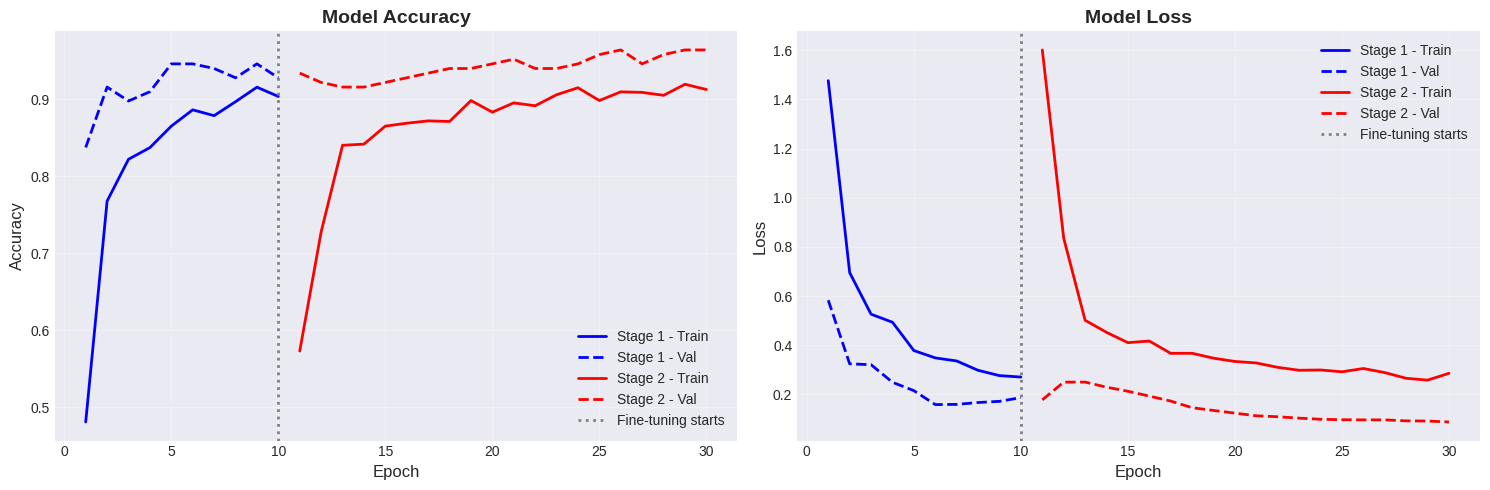 Model Accuracy
Accuracy
0.9
0.8
0.7
0.6
0.5
0
5
10
15
20
25
30
Epoch
Stage 1 - Train
Stage 1 - Val
Stage 2 - Train
Stage 2 - Val
Fine-tuning starts
Model Loss
Loss
1.6
1.4
1.2
1.0
0.8
0.6
0.4
0.2
0
5
10
15
20
25
30
Epoch
Stage 1 - Train
Stage 1 - Val
Stage 2 - Train
Stage 2 - Val
Fine-tuning starts